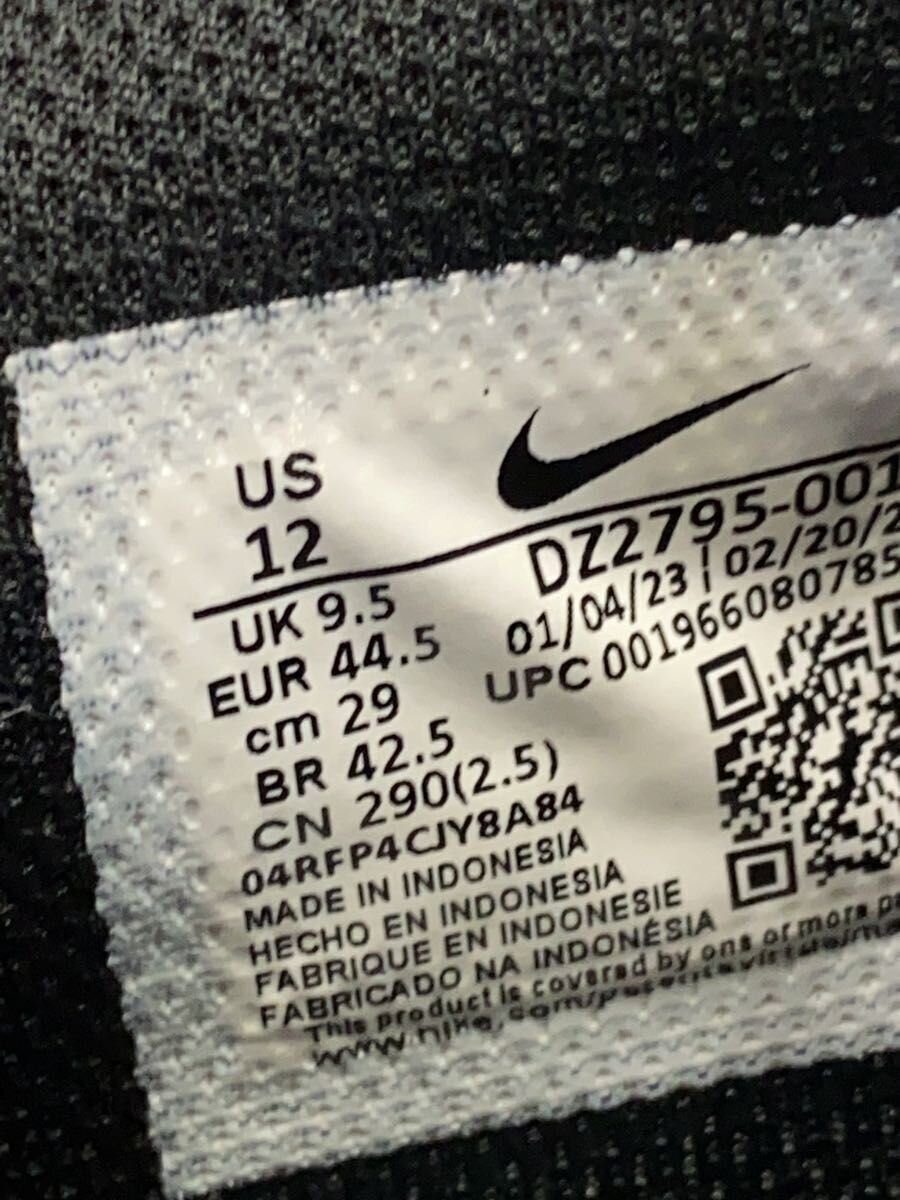 US
12
UK 9.5
EUR 44.5
cm 29
BR 42.5
CN 290(2.5)
04RFP4CJY8A84
MADE IN INDONESIA
HECHO EN INDONESIA
FABRIQUE EN INDONESIE
FABRICADO NA INDONÉSIA
This product is covered by one or more
DZ2795-001
01/04/23 | 02/20/2
UPC 001966080785